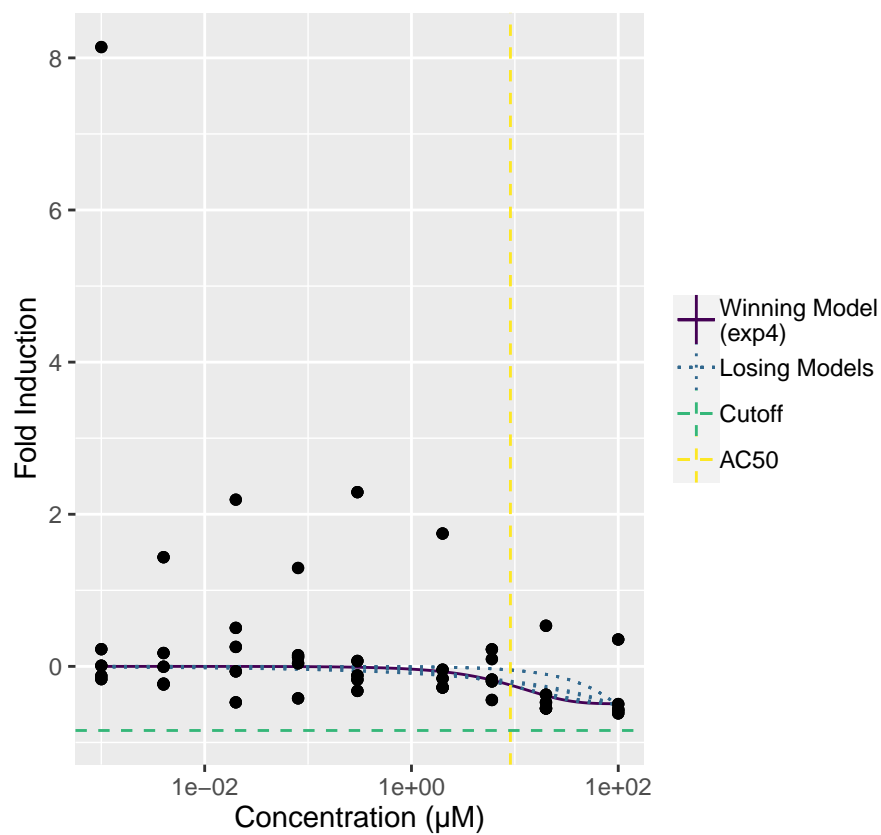 8
6
4
2
0
Fold Induction
1e−02
1e+00
1e+02
Concentration (μM)
Winning Model
(exp4)
Losing Models
Cutoff
AC50